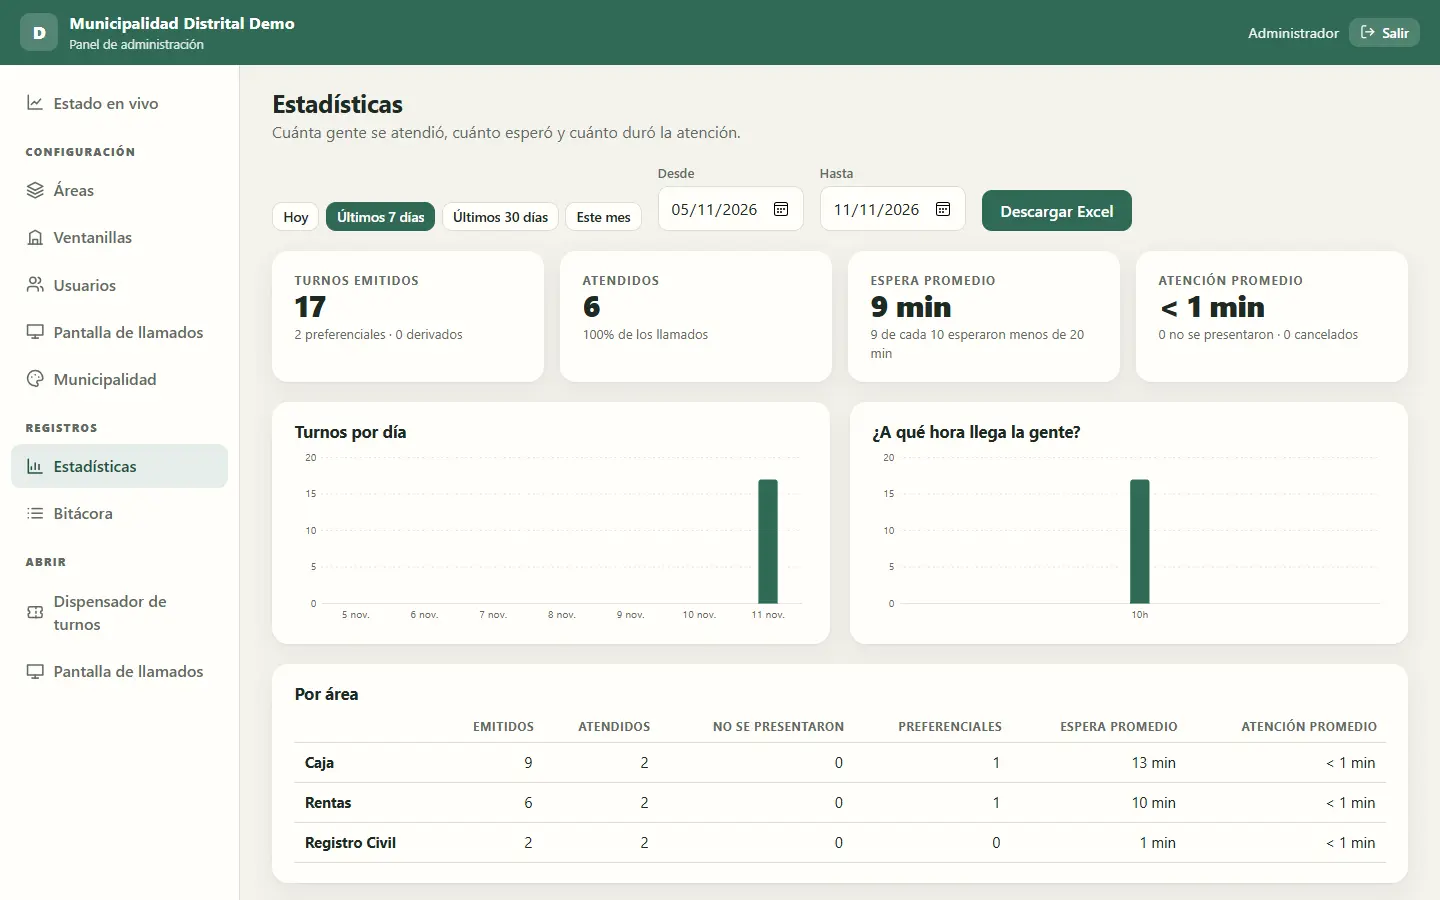 D
Municipalidad Distrital Demo
Panel de administración
Administrador
Salir
Estado en vivo
CONFIGURACIÓN
Áreas
Ventanillas
Usuarios
Pantalla de llamados
Municipalidad
REGISTROS
Estadísticas
Bitácora
ABRIR
Dispensador de
turnos
Pantalla de llamados
Estadísticas
Cuánta gente se atendió, cuánto esperó y cuánto duró la atención.
Hoy
Últimos 7 días
Últimos 30 días
Este mes
Desde
05/11/2026
Hasta
11/11/2026
Descargar Excel
TURNOS EMITIDOS
17
2 preferenciales · 0 derivados
ATENDIDOS
6
100% de los llamados
ESPERA PROMEDIO
9 min
9 de cada 10 esperaron menos de 20
min
ATENCIÓN PROMEDIO
< 1 min
0 no se presentaron · 0 cancelados
Turnos por día
20
15
10
5
0
5 nov. 6 nov. 7 nov. 8 nov. 9 nov. 10 nov. 11 nov.
¿A qué hora llega la gente?
20
15
10
5
0
10h
Por área
EMITIDOS ATENDIDOS NO SE PRESENTARON PREFERENCIALES ESPERA PROMEDIO ATENCIÓN PROMEDIO
Caja 9 2 0 1 13 min < 1 min
Rentas 6 2 0 1 10 min < 1 min
Registro Civil 2 2 0 0 1 min < 1 min